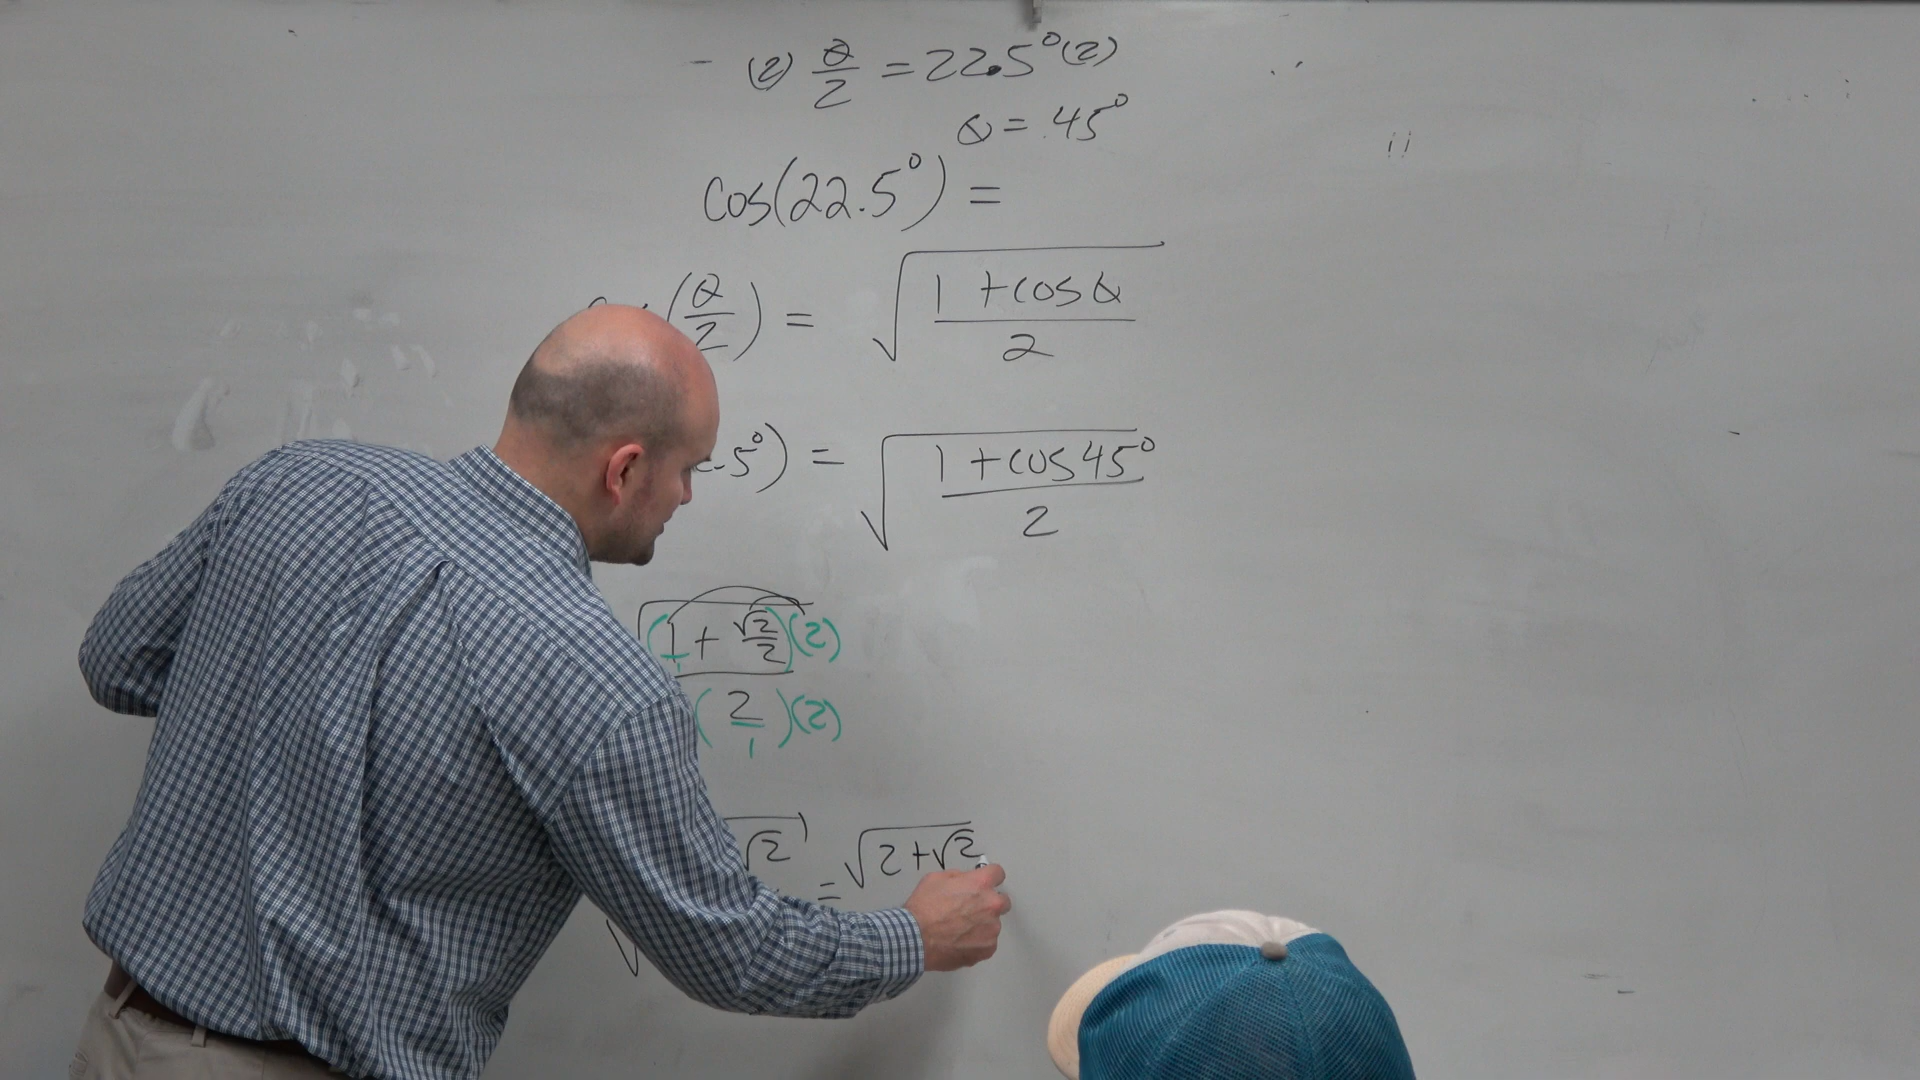 - (2) θ/2 = 22.5°(2)
θ = 45°
cos(22.5°) =
(θ/2) = √((1 + cos θ)/2)
.5°) = √((1 + cos 45°)/2)
√((1/1 + √2/2)(2)
(2/1)(2)
√2 = √(2 + √2